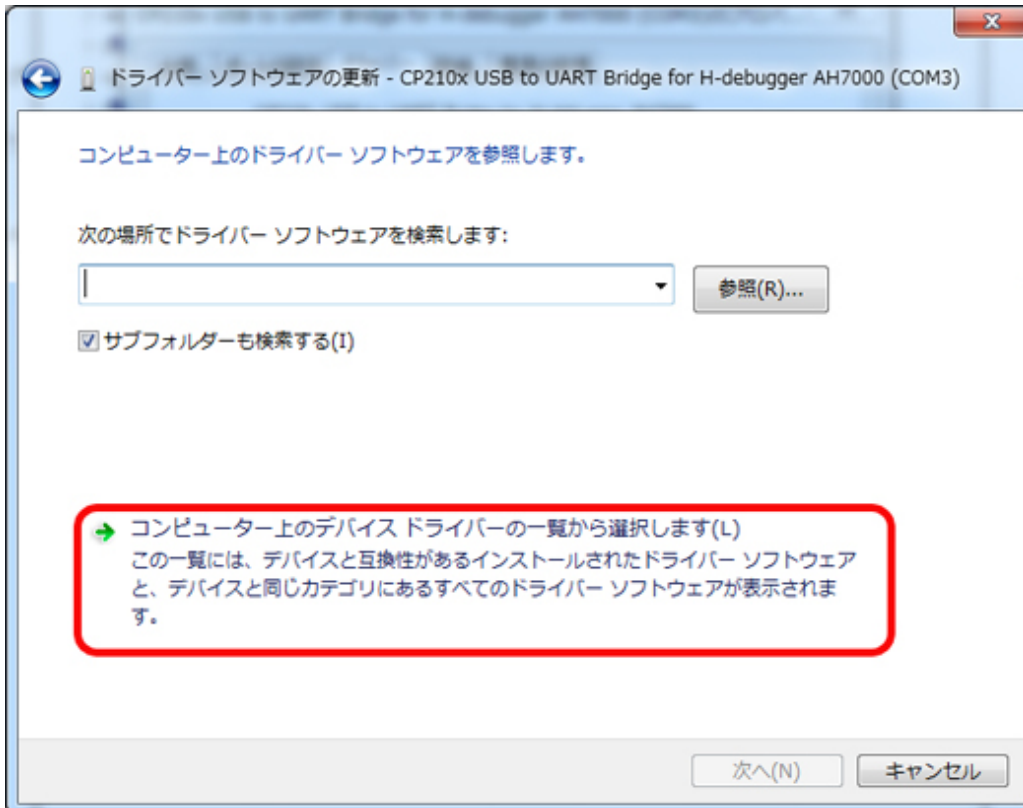 ドライバー ソフトウェアの更新 - CP210x USB to UART Bridge for H-debugger AH7000 (COM3)
コンピューター上のドライバー ソフトウェアを参照します。
次の場所でドライバー ソフトウェアを検索します:
参照(R)...
サブフォルダーも検索する(I)
コンピューター上のデバイス ドライバーの一覧から選択します(L)
この一覧には、デバイスと互換性があるインストールされたドライバー ソフトウェア
と、デバイスと同じカテゴリにあるすべてのドライバー ソフトウェアが表示されま
す。
次へ(N)
キャンセル